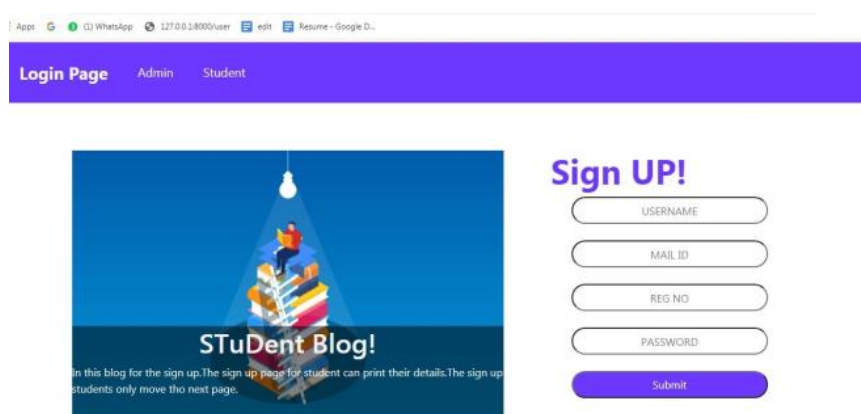 Apps G (1) WhatsApp 127.0.0.1:8000/user edit Resume - Google D...
Login Page Admin Student
Sign UP!
USERNAME
MAIL ID
REG NO
PASSWORD
Submit
STuDent Blog!
In this blog for the sign up.The sign up page for student can print their details.The sign up
students only move tho next page.